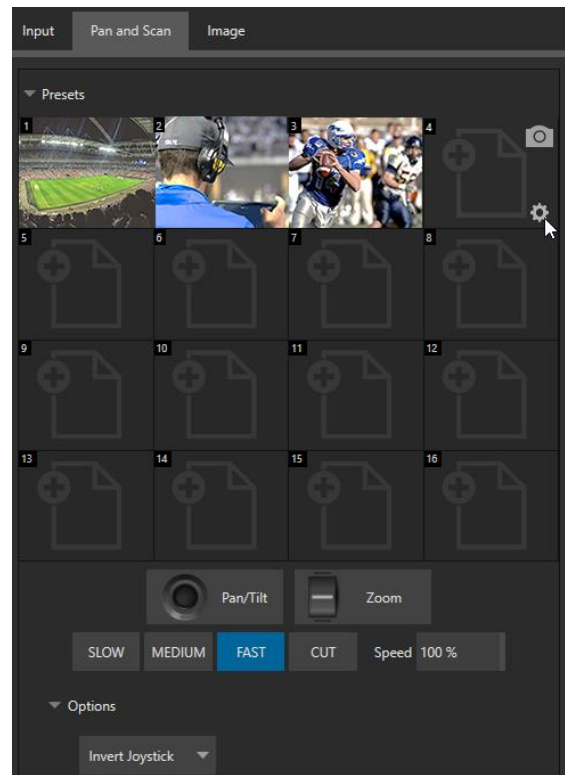 Input Pan and Scan Image
Presets
1 2 3 4
5 6 7 8
9 10 11 12
13 14 15 16
Pan/Tilt Zoom
SLOW MEDIUM FAST CUT Speed 100 %
Options
Invert Joystick